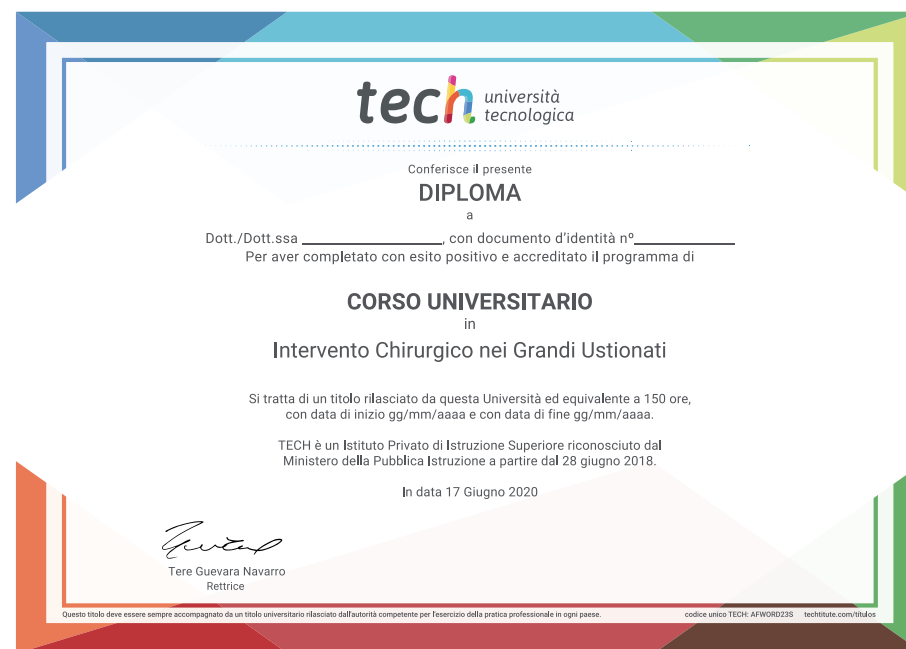 tech università
tecnologica
Conferisce il presente
DIPLOMA
a
Dott./Dott.ssa ____________________, con documento d'identità nº______________
Per aver completato con esito positivo e accreditato il programma di
CORSO UNIVERSITARIO
in
Intervento Chirurgico nei Grandi Ustionati
Si tratta di un titolo rilasciato da questa Università ed equivalente a 150 ore,
con data di inizio gg/mm/aaaa e con data di fine gg/mm/aaaa.
TECH è un Istituto Privato di Istruzione Superiore riconosciuto dal
Ministero della Pubblica Istruzione a partire dal 28 giugno 2018.
In data 17 Giugno 2020
Tere Guevara Navarro
Rettrice
Questo titolo deve essere sempre accompagnato da un titolo universitario rilasciato dall'autorità competente per l'esercizio della pratica professionale in ogni paese. codice unico TECH: AFWORD23S techtitute.com/titulos